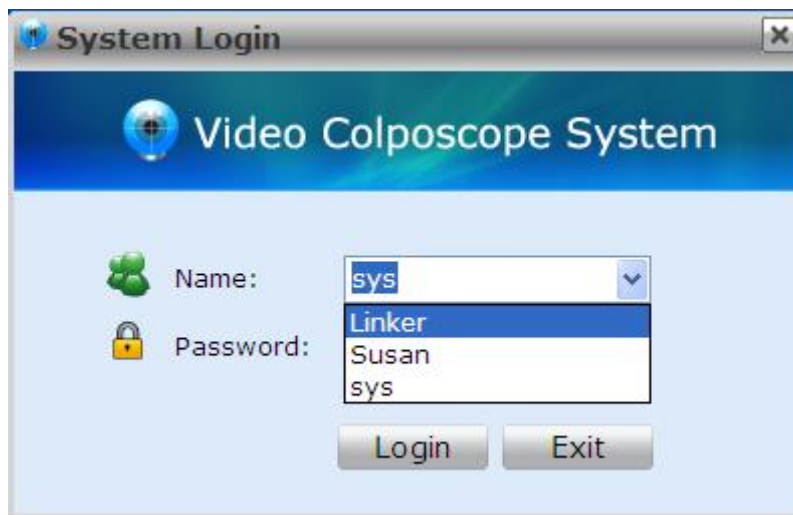 System Login
Video Colposcope System
Name:
sys
Linker
Susan
sys
Password:
Login
Exit